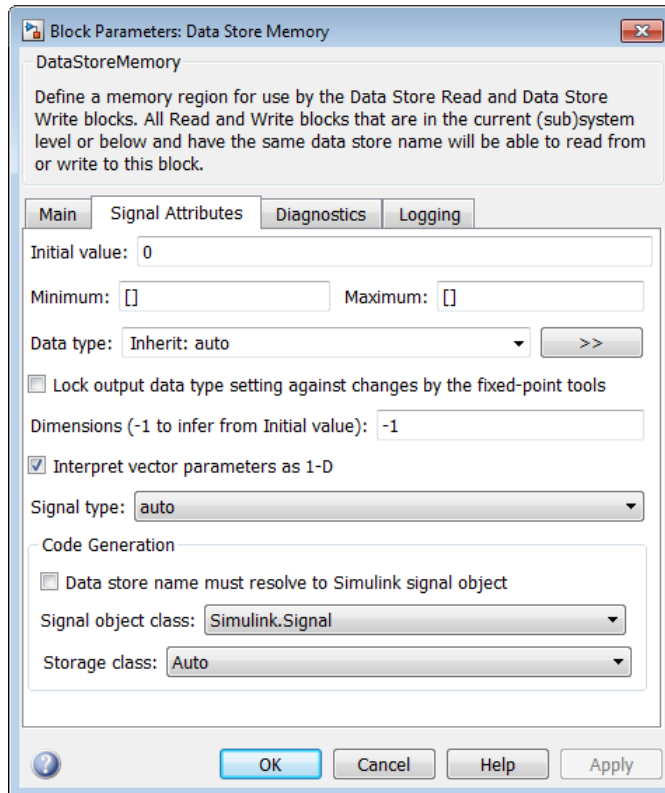 Block Parameters: Data Store Memory
DataStoreMemory
Define a memory region for use by the Data Store Read and Data Store
Write blocks. All Read and Write blocks that are in the current (sub)system
level or below and have the same data store name will be able to read from
or write to this block.
Main Signal Attributes Diagnostics Logging
Initial value: 0
Minimum: [] Maximum: []
Data type: Inherit: auto >>
Lock output data type setting against changes by the fixed-point tools
Dimensions (-1 to infer from Initial value): -1
Interpret vector parameters as 1-D
Signal type: auto
Code Generation
Data store name must resolve to Simulink signal object
Signal object class: Simulink.Signal
Storage class: Auto
? OK Cancel Help Apply